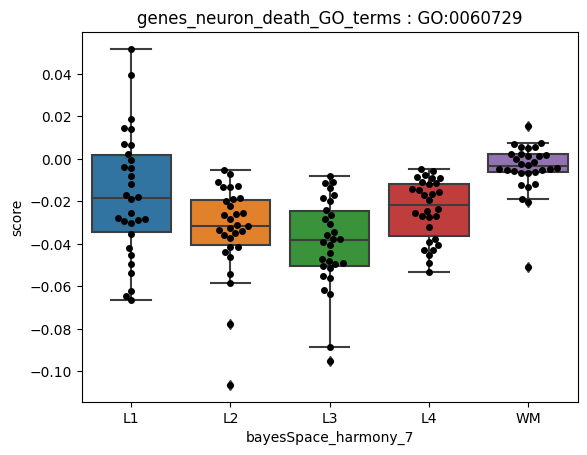 genes_neuron_death_GO_terms : GO:0060729
0.04
0.02
0.00
−0.02
−0.04
−0.06
−0.08
−0.10
score
L1 L2 L3 L4 WM
bayesSpace_harmony_7